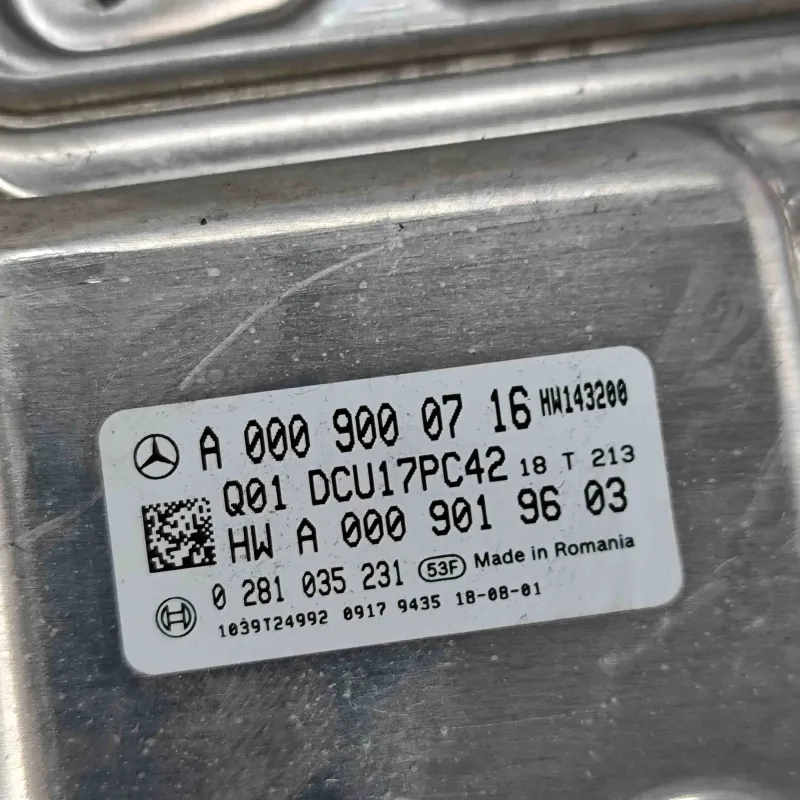 A 000 900 07 16 HW143200
Q01 DCU17PC42 18 T 213
HW A 000 901 96 03
0 281 035 231 53F Made in Romania
1039T24992 0917 9435 18-08-01